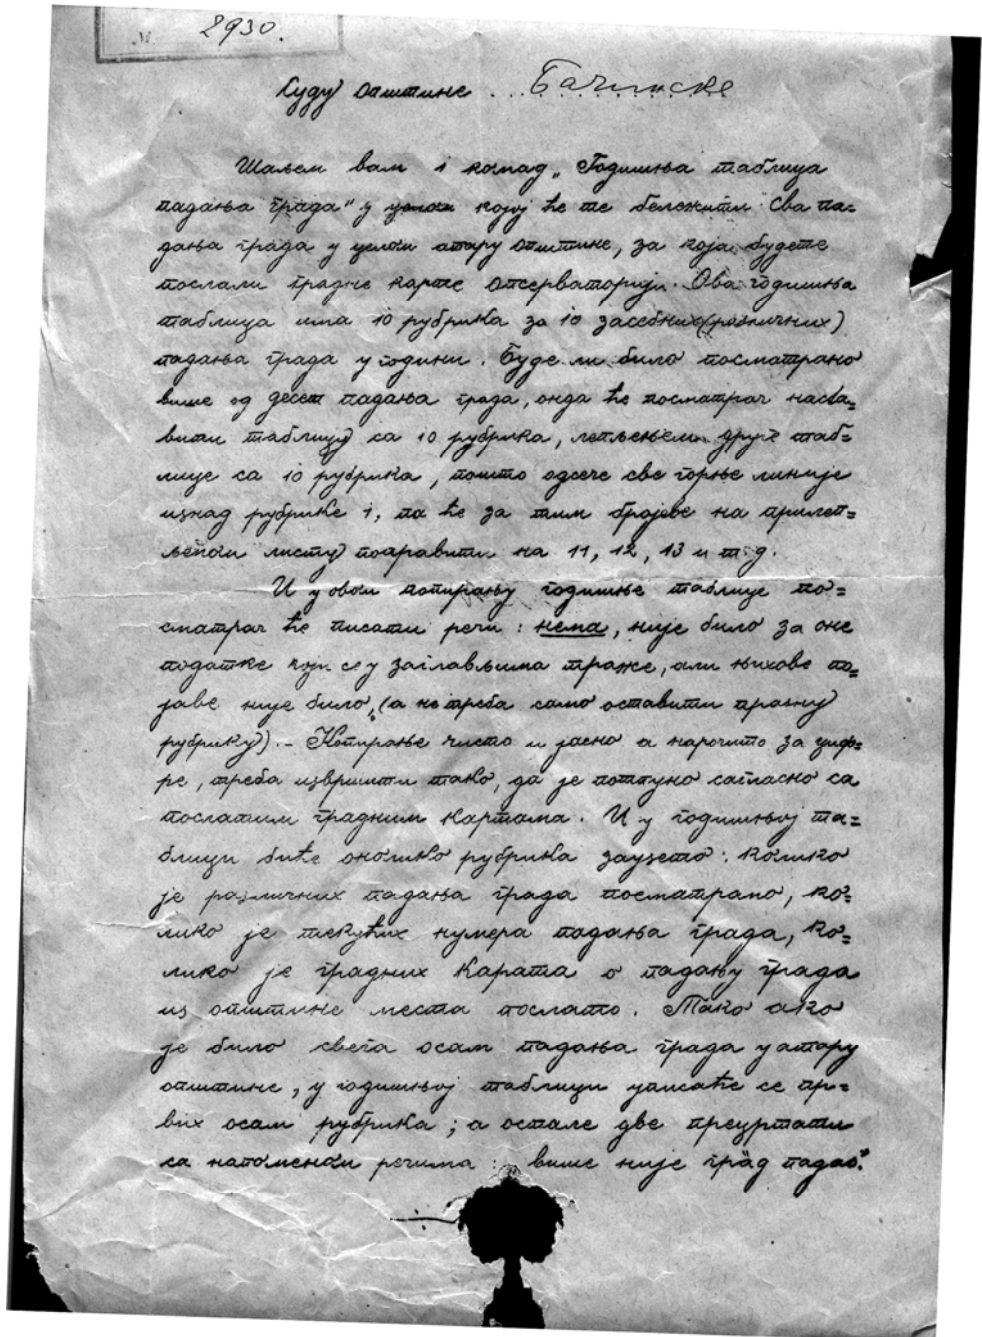 № 2930.
Суду општине ... Бачинске
Шаљем вам 1 комад „Годишња таблица
падања града" у целом којој ће те бележити сва па=
дања града у целом атару општине, за која будете
послали градне карте опсерваторији. Ова годишња
таблица има 10 рубрика за 10 засебних (различних)
падања града у години. Буде ли било посматрано
више од десет падања града, онда ће посматрач наста=
вити таблицу са 10 рубрика, лепљењем друге таб=
лице са 10 рубрика, пошто одсече све горње линије
изнад рубрике 1, па ће за тим бројеве на прилеп=
љеном листу поправити на 11, 12, 13 и т.д.
И у овом копирању годишње таблице по=
сматрач ће писати речи: нема, није било за оне
податке који се у заглављима траже, али њихове по=
јаве није било, (а не треба само оставити празну
рубрику). – Копирање чисто и јасно а нарочито за циф=
ре, треба извршити тако, да је потпуно сагласно са
послатим градним картама. И у годишњој та=
блици биће онолико рубрика заузето: колико
је различних падања града посматрано, ко=
лико је текућих нумера падања града, ко=
лико је градних карата о падању града
из општине места послато. Тако ако
је било свега осам падања града у атару
општине, у годишњој таблици уписаће се пр=
вих осам рубрика; а остале две прецртати
са напоменом речима: више није град падао."